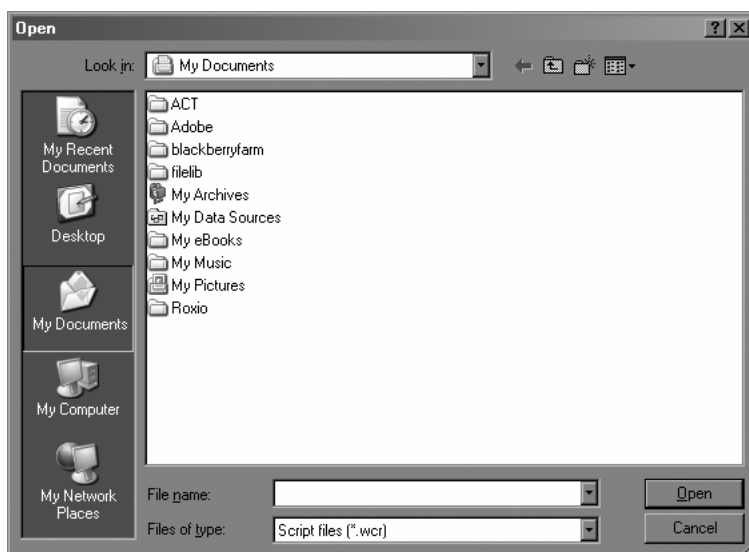 Open
Look in: My Documents
My Recent
Documents
Desktop
My Documents
My Computer
My Network
Places
ACT
Adobe
blackberryfarm
filelib
My Archives
My Data Sources
My eBooks
My Music
My Pictures
Roxio
File name:
Open
Files of type: Script files (*.wcr)
Cancel